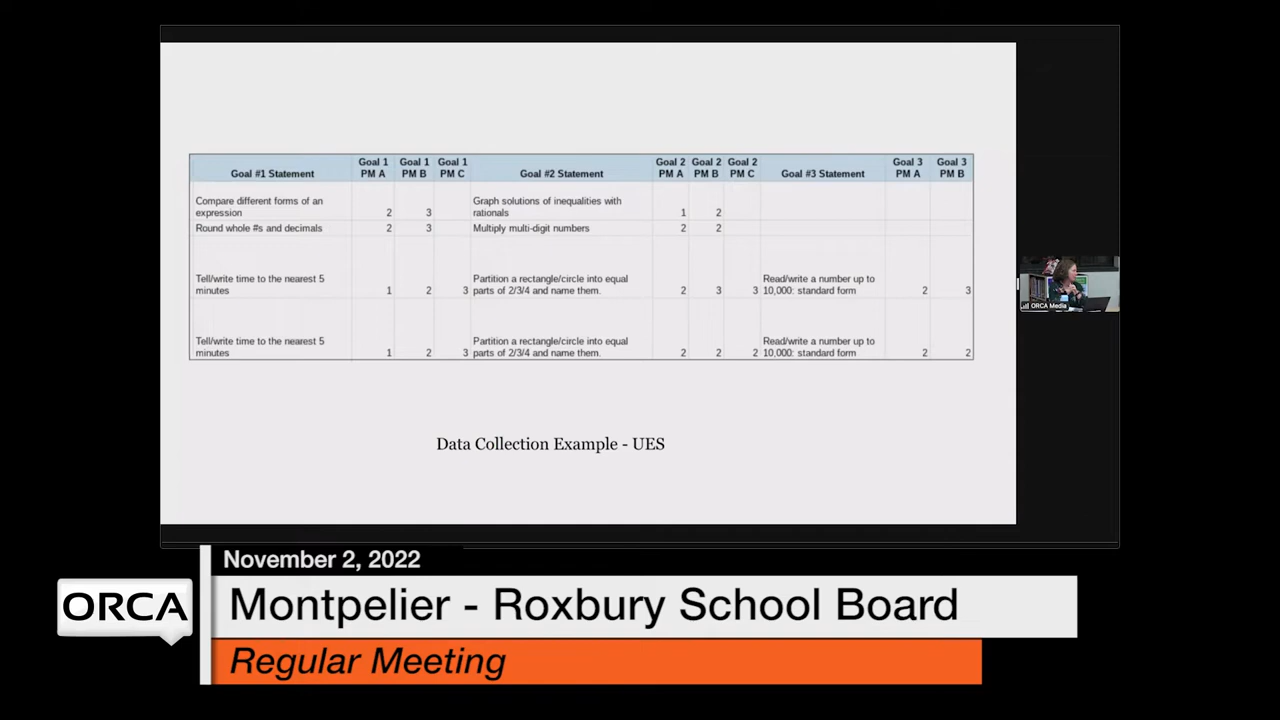 Goal #1 Statement Goal 1 PM A Goal 1 PM B Goal 1 PM C Goal #2 Statement Goal 2 PM A Goal 2 PM B Goal 2 PM C Goal #3 Statement Goal 3 PM A Goal 3 PM B
Compare different forms of an expression 2 3 Graph solutions of inequalities with rationals 1 2
Round whole #s and decimals 2 3 Multiply multi-digit numbers 2 2
Tell/write time to the nearest 5 minutes 1 2 3 Partition a rectangle/circle into equal parts of 2/3/4 and name them. 2 3 3 Read/write a number up to 10,000: standard form 2 3
Tell/write time to the nearest 5 minutes 1 2 3 Partition a rectangle/circle into equal parts of 2/3/4 and name them. 2 2 2 Read/write a number up to 10,000: standard form 2 2
ORCA Media
Data Collection Example - UES
November 2, 2022
ORCA
Montpelier - Roxbury School Board
Regular Meeting